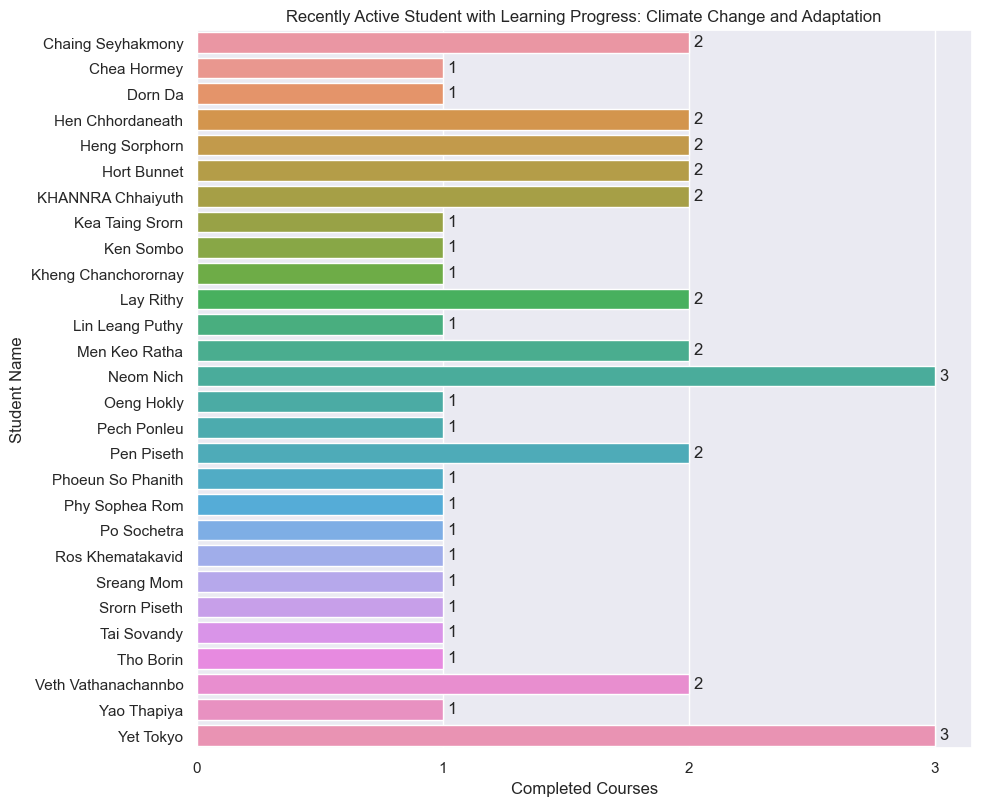 Recently Active Student with Learning Progress: Climate Change and Adaptation
Student Name
Chaing Seyhakmony 2
Chea Hormey 1
Dorn Da 1
Hen Chhordaneath 2
Heng Sorphorn 2
Hort Bunnet 2
KHANNRA Chhaiyuth 2
Kea Taing Srorn 1
Ken Sombo 1
Kheng Chanchorornay 1
Lay Rithy 2
Lin Leang Puthy 1
Men Keo Ratha 2
Neom Nich 3
Oeng Hokly 1
Pech Ponleu 1
Pen Piseth 2
Phoeun So Phanith 1
Phy Sophea Rom 1
Po Sochetra 1
Ros Khematakavid 1
Sreang Mom 1
Srorn Piseth 1
Tai Sovandy 1
Tho Borin 1
Veth Vathanachannbo 2
Yao Thapiya 1
Yet Tokyo 3
0 1 2 3
Completed Courses